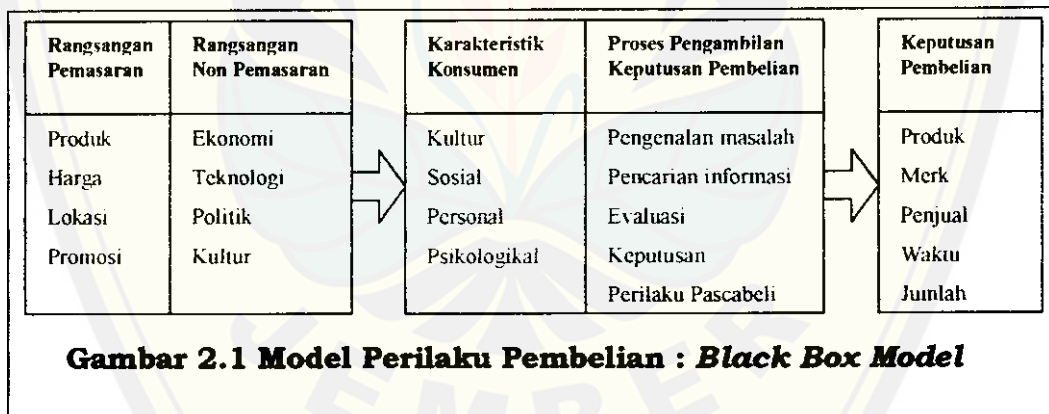 Rangsangan Pemasaran
Rangsangan Non Pemasaran
Karakteristik Konsumen
Proses Pengambilan Keputusan Pembelian
Keputusan Pembelian
Produk
Harga
Lokasi
Promosi
Ekonomi
Teknologi
Politik
Kultur
Kultur
Sosial
Personal
Psikologikal
Pengenalan masalah
Pencarian informasi
Evaluasi
Keputusan
Perilaku Pascabeli
Produk
Merk
Penjual
Waktu
Jumlah
Gambar 2.1 Model Perilaku Pembelian : Black Box Model
JEMBER